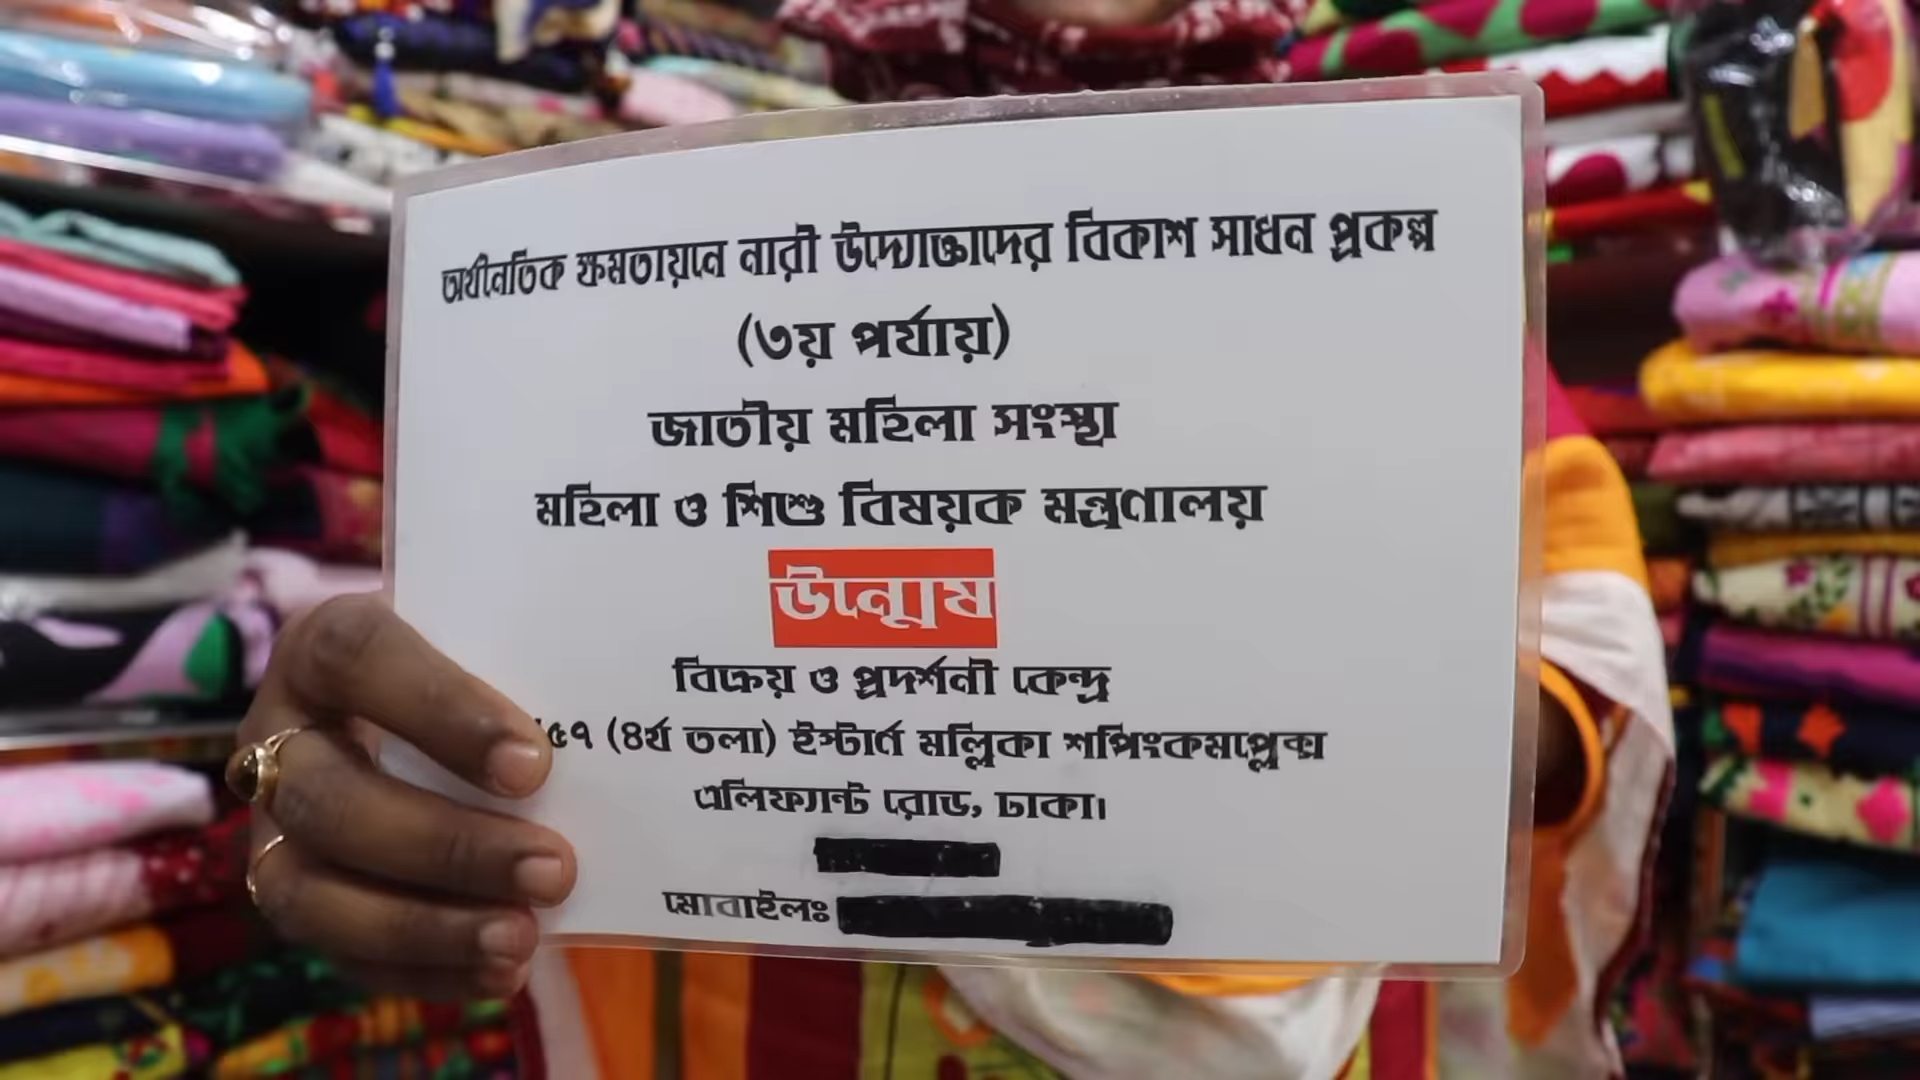 অর্থনৈতিক ক্ষমতায়নে নারী উদ্যোক্তাদের বিকাশ সাধন প্রকল্প
(৩য় পর্যায়)
জাতীয় মহিলা সংস্থা
মহিলা ও শিশু বিষয়ক মন্ত্রণালয়
উন্মেষ
বিক্রয় ও প্রদর্শনী কেন্দ্র
৫৭ (৪র্থ তলা) ইস্টার্ণ মল্লিকা শপিংকমপ্লেক্স
এলিফ্যান্ট রোড, ঢাকা।
মোবাইলঃ